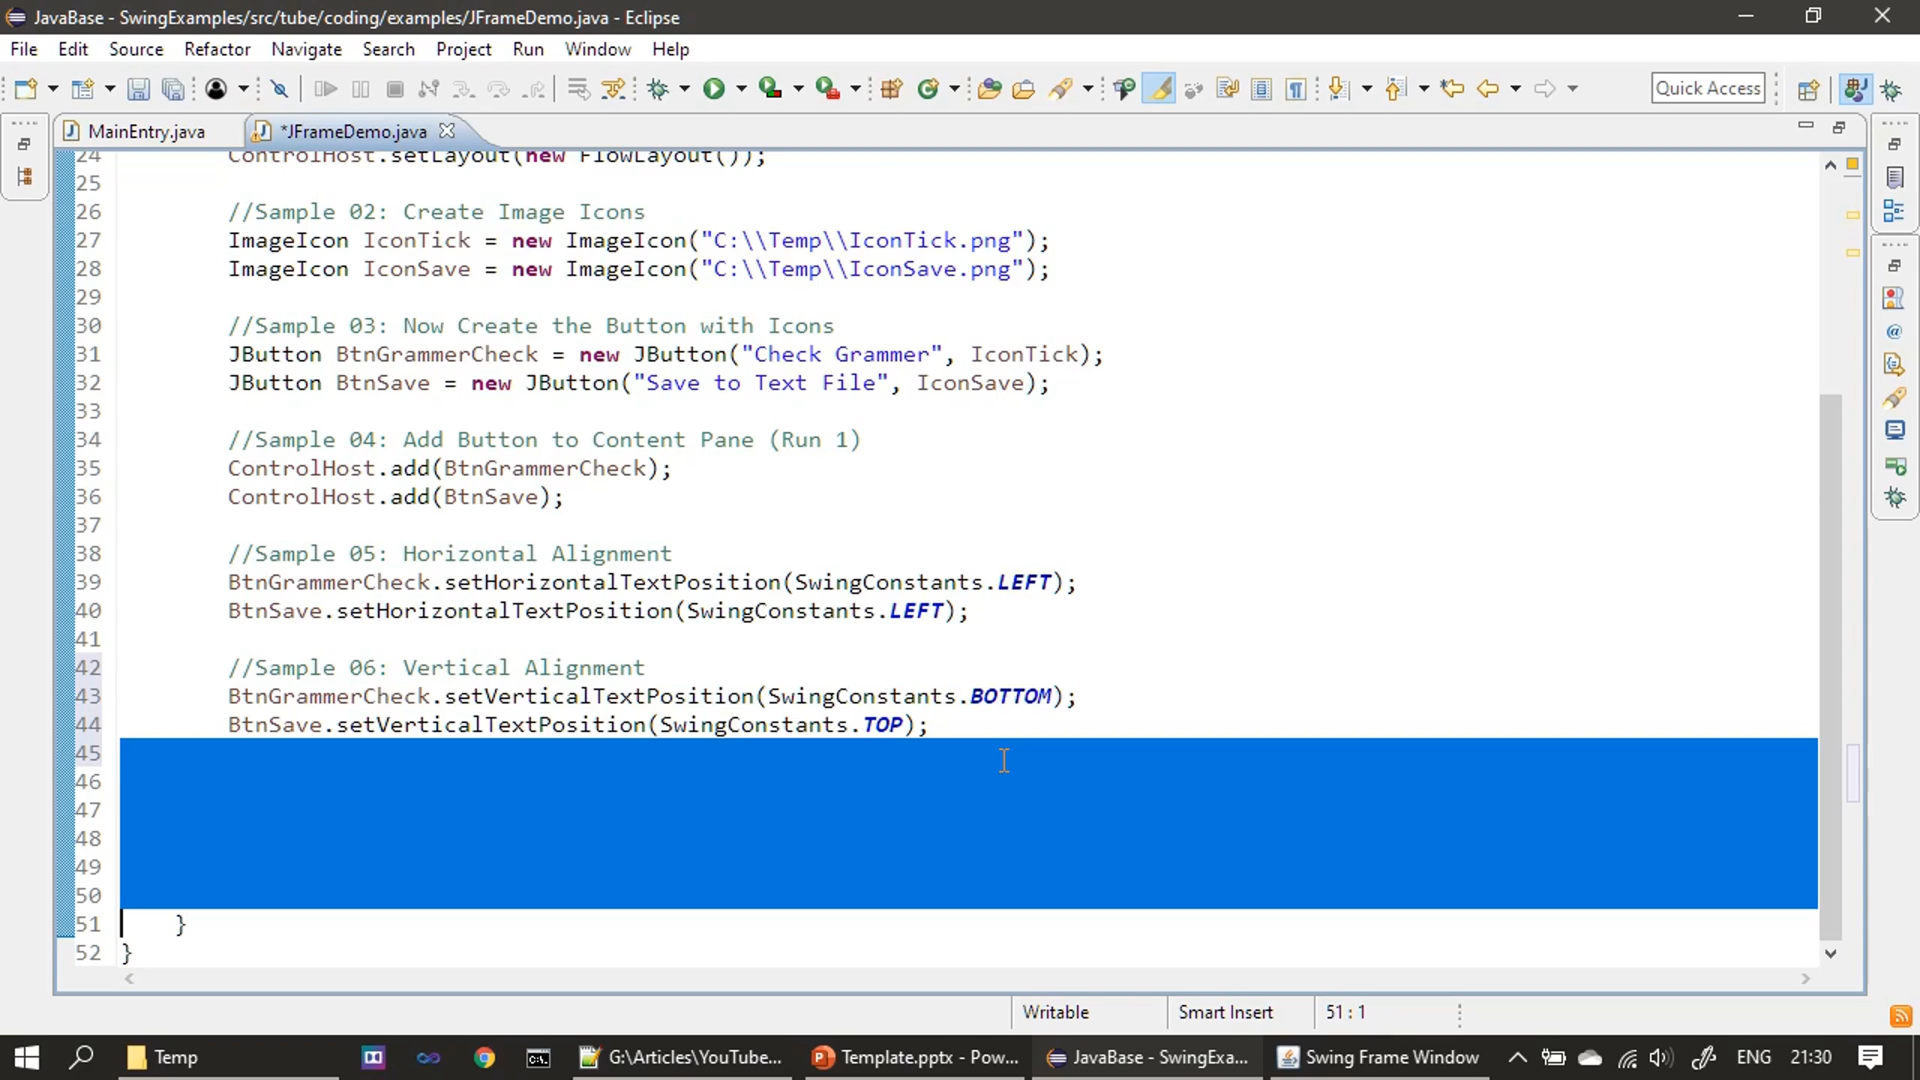 JavaBase - SwingExamples/src/tube/coding/examples/JFrameDemo.java - Eclipse
File Edit Source Refactor Navigate Search Project Run Window Help
Quick Access
MainEntry.java *JFrameDemo.java
24 ControlHost.setLayout(new FlowLayout());
25
26 //Sample 02: Create Image Icons
27 ImageIcon IconTick = new ImageIcon("C:\\Temp\\IconTick.png");
28 ImageIcon IconSave = new ImageIcon("C:\\Temp\\IconSave.png");
29
30 //Sample 03: Now Create the Button with Icons
31 JButton BtnGrammerCheck = new JButton("Check Grammer", IconTick);
32 JButton BtnSave = new JButton("Save to Text File", IconSave);
33
34 //Sample 04: Add Button to Content Pane (Run 1)
35 ControlHost.add(BtnGrammerCheck);
36 ControlHost.add(BtnSave);
37
38 //Sample 05: Horizontal Alignment
39 BtnGrammerCheck.setHorizontalTextPosition(SwingConstants.LEFT);
40 BtnSave.setHorizontalTextPosition(SwingConstants.LEFT);
41
42 //Sample 06: Vertical Alignment
43 BtnGrammerCheck.setVerticalTextPosition(SwingConstants.BOTTOM);
44 BtnSave.setVerticalTextPosition(SwingConstants.TOP);
45
46
47
48
49
50
51 }
52 }
Writable Smart Insert 51 : 1
Temp G:\Articles\YouTube... Template.pptx - Pow... JavaBase - SwingExa... Swing Frame Window ENG 21:30